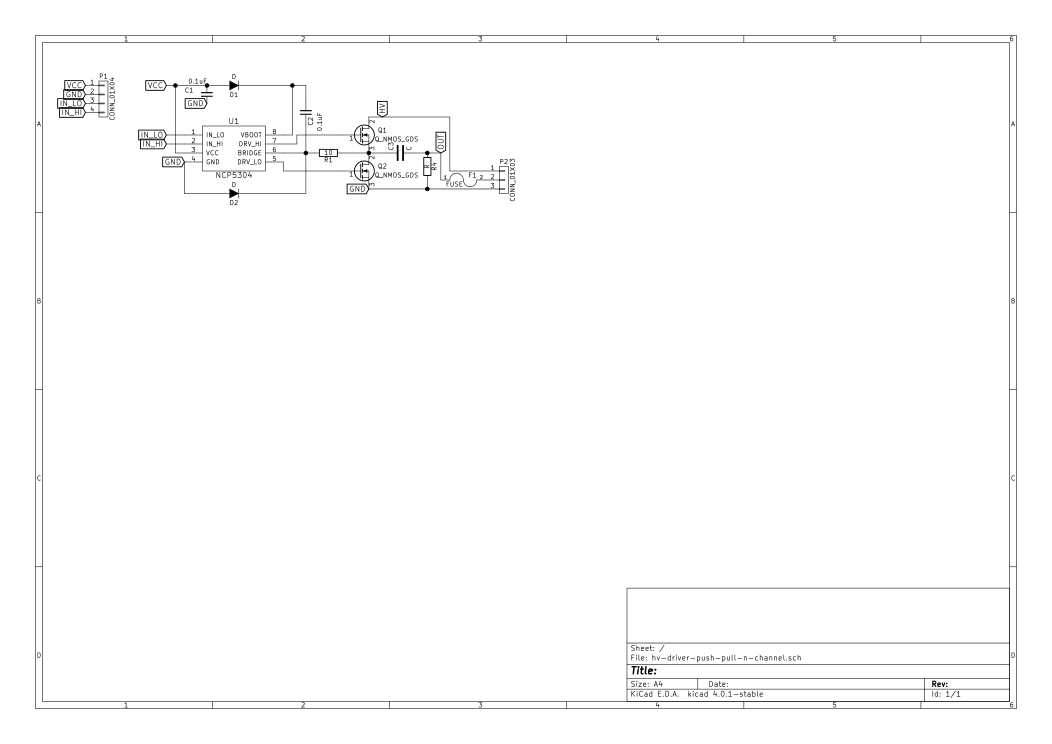 1 2 3 4 5 6
P1
VCC 1
GND 2
IN_LO 3
IN_HI 4
CONN_01X04
VCC
0.1uF
C1
GND
D
D1
C2
0.1uF
HV
U1
IN_LO 1 IN_LO VBOOT 8
IN_HI 2 IN_HI DRV_HI 7
3 VCC BRIDGE 6
GND 4 GND DRV_LO 5
NCP5304
D
D2
10
R1
2
Q1
1 Q_NMOS_GDS
3
2
Q2
1 Q_NMOS_GDS
3
GND
C3
C
OUT
R
R4
1 F1 2
FUSE
P2
1
2
3
CONN_01X03
A A
B B
C C
D D
Sheet: /
File: hv-driver-push-pull-n-channel.sch
Title:
Size: A4 Date: Rev:
KiCad E.D.A. kicad 4.0.1-stable Id: 1/1
1 2 3 4 5 6